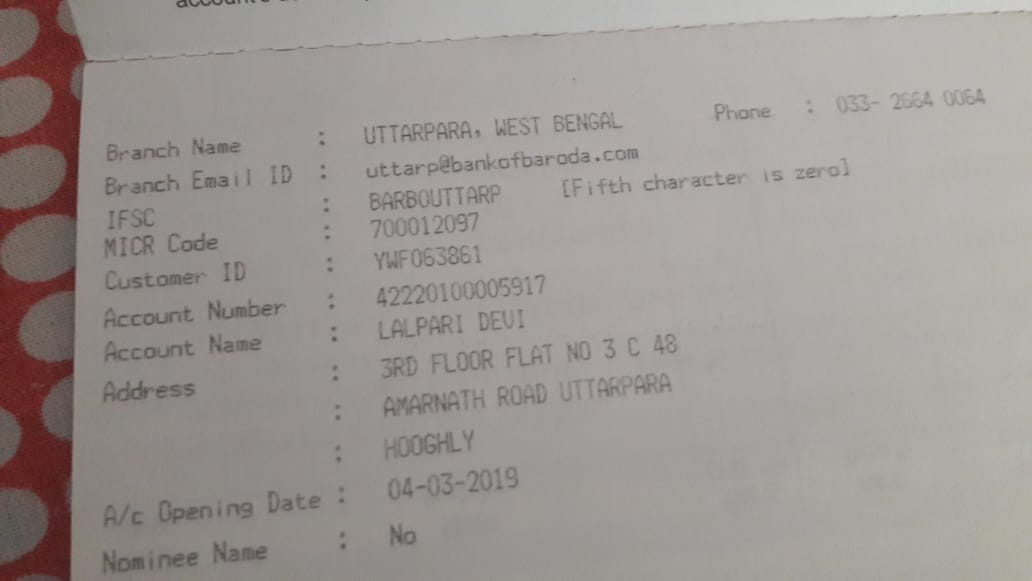 Branch Name : UTTARPARA, WEST BENGAL Phone : 033- 2664 0064
Branch Email ID : uttarp@bankofbaroda.com
IFSC : BARBOUTTARP [Fifth character is zero]
MICR Code : 700012097
Customer ID : YWF063861
Account Number : 42220100005917
Account Name : LALPARI DEVI
Address : 3RD FLOOR FLAT NO 3 C 48
: AMARNATH ROAD UTTARPARA
: HOOGHLY
A/c Opening Date : 04-03-2019
Nominee Name : No